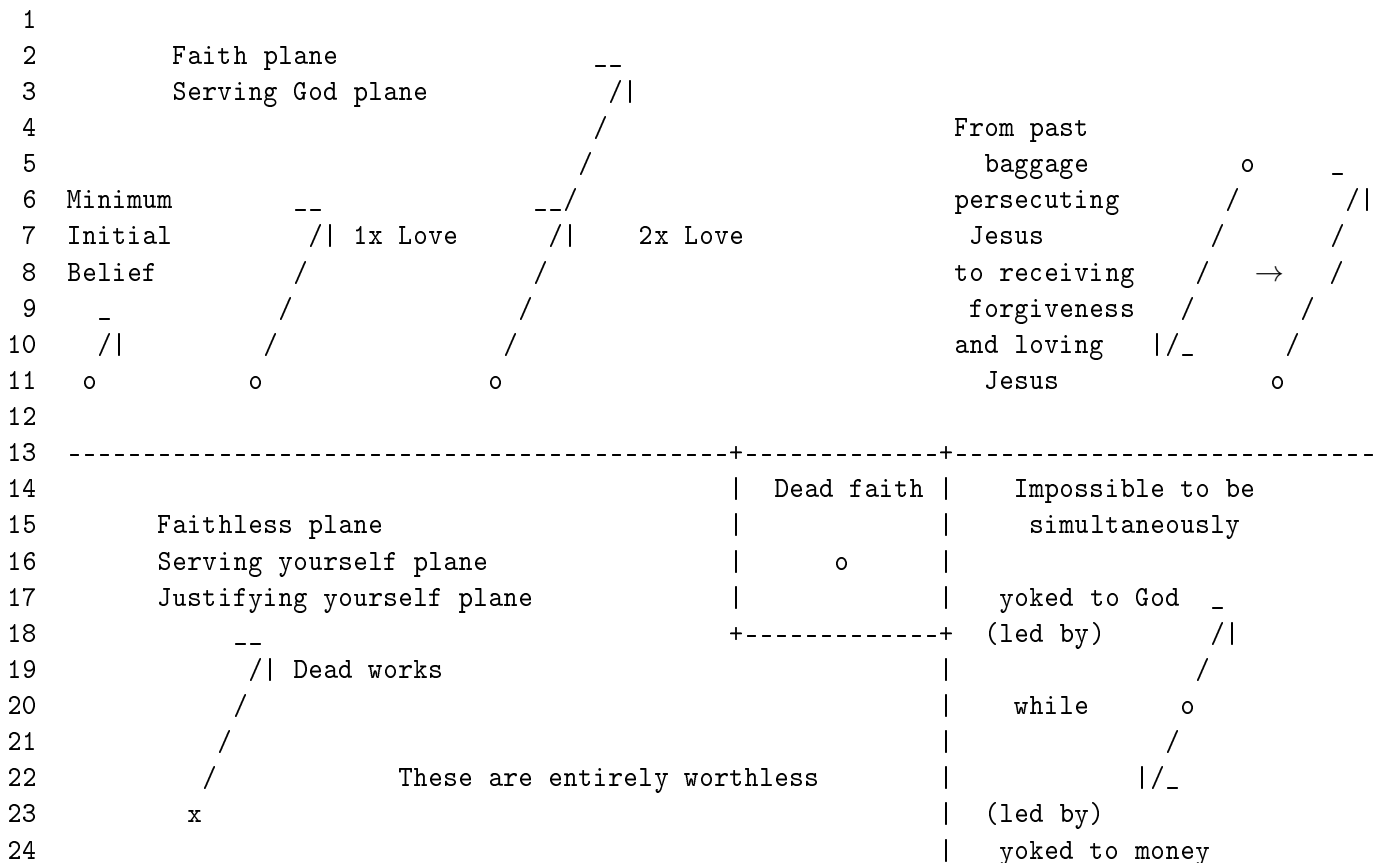 1
2 Faith plane __
3 Serving God plane /|
4 / From past
5 / baggage o _
6 Minimum __ __/ persecuting / /|
7 Initial /| 1x Love /| 2x Love Jesus / /
8 Belief / / to receiving / → /
9 _ / / forgiveness / /
10 /| / / and loving |/_ /
11 o o o Jesus o
12
13 --------------------------------------------+-------------+----------------------------
14 | Dead faith | Impossible to be
15 Faithless plane | | simultaneously
16 Serving yourself plane | o |
17 Justifying yourself plane | | yoked to God _
18 __ +-------------+ (led by) /|
19 /| Dead works | /
20 / | while o
21 / | /
22 / These are entirely worthless | |/_
23 x | (led by)
24 | yoked to money